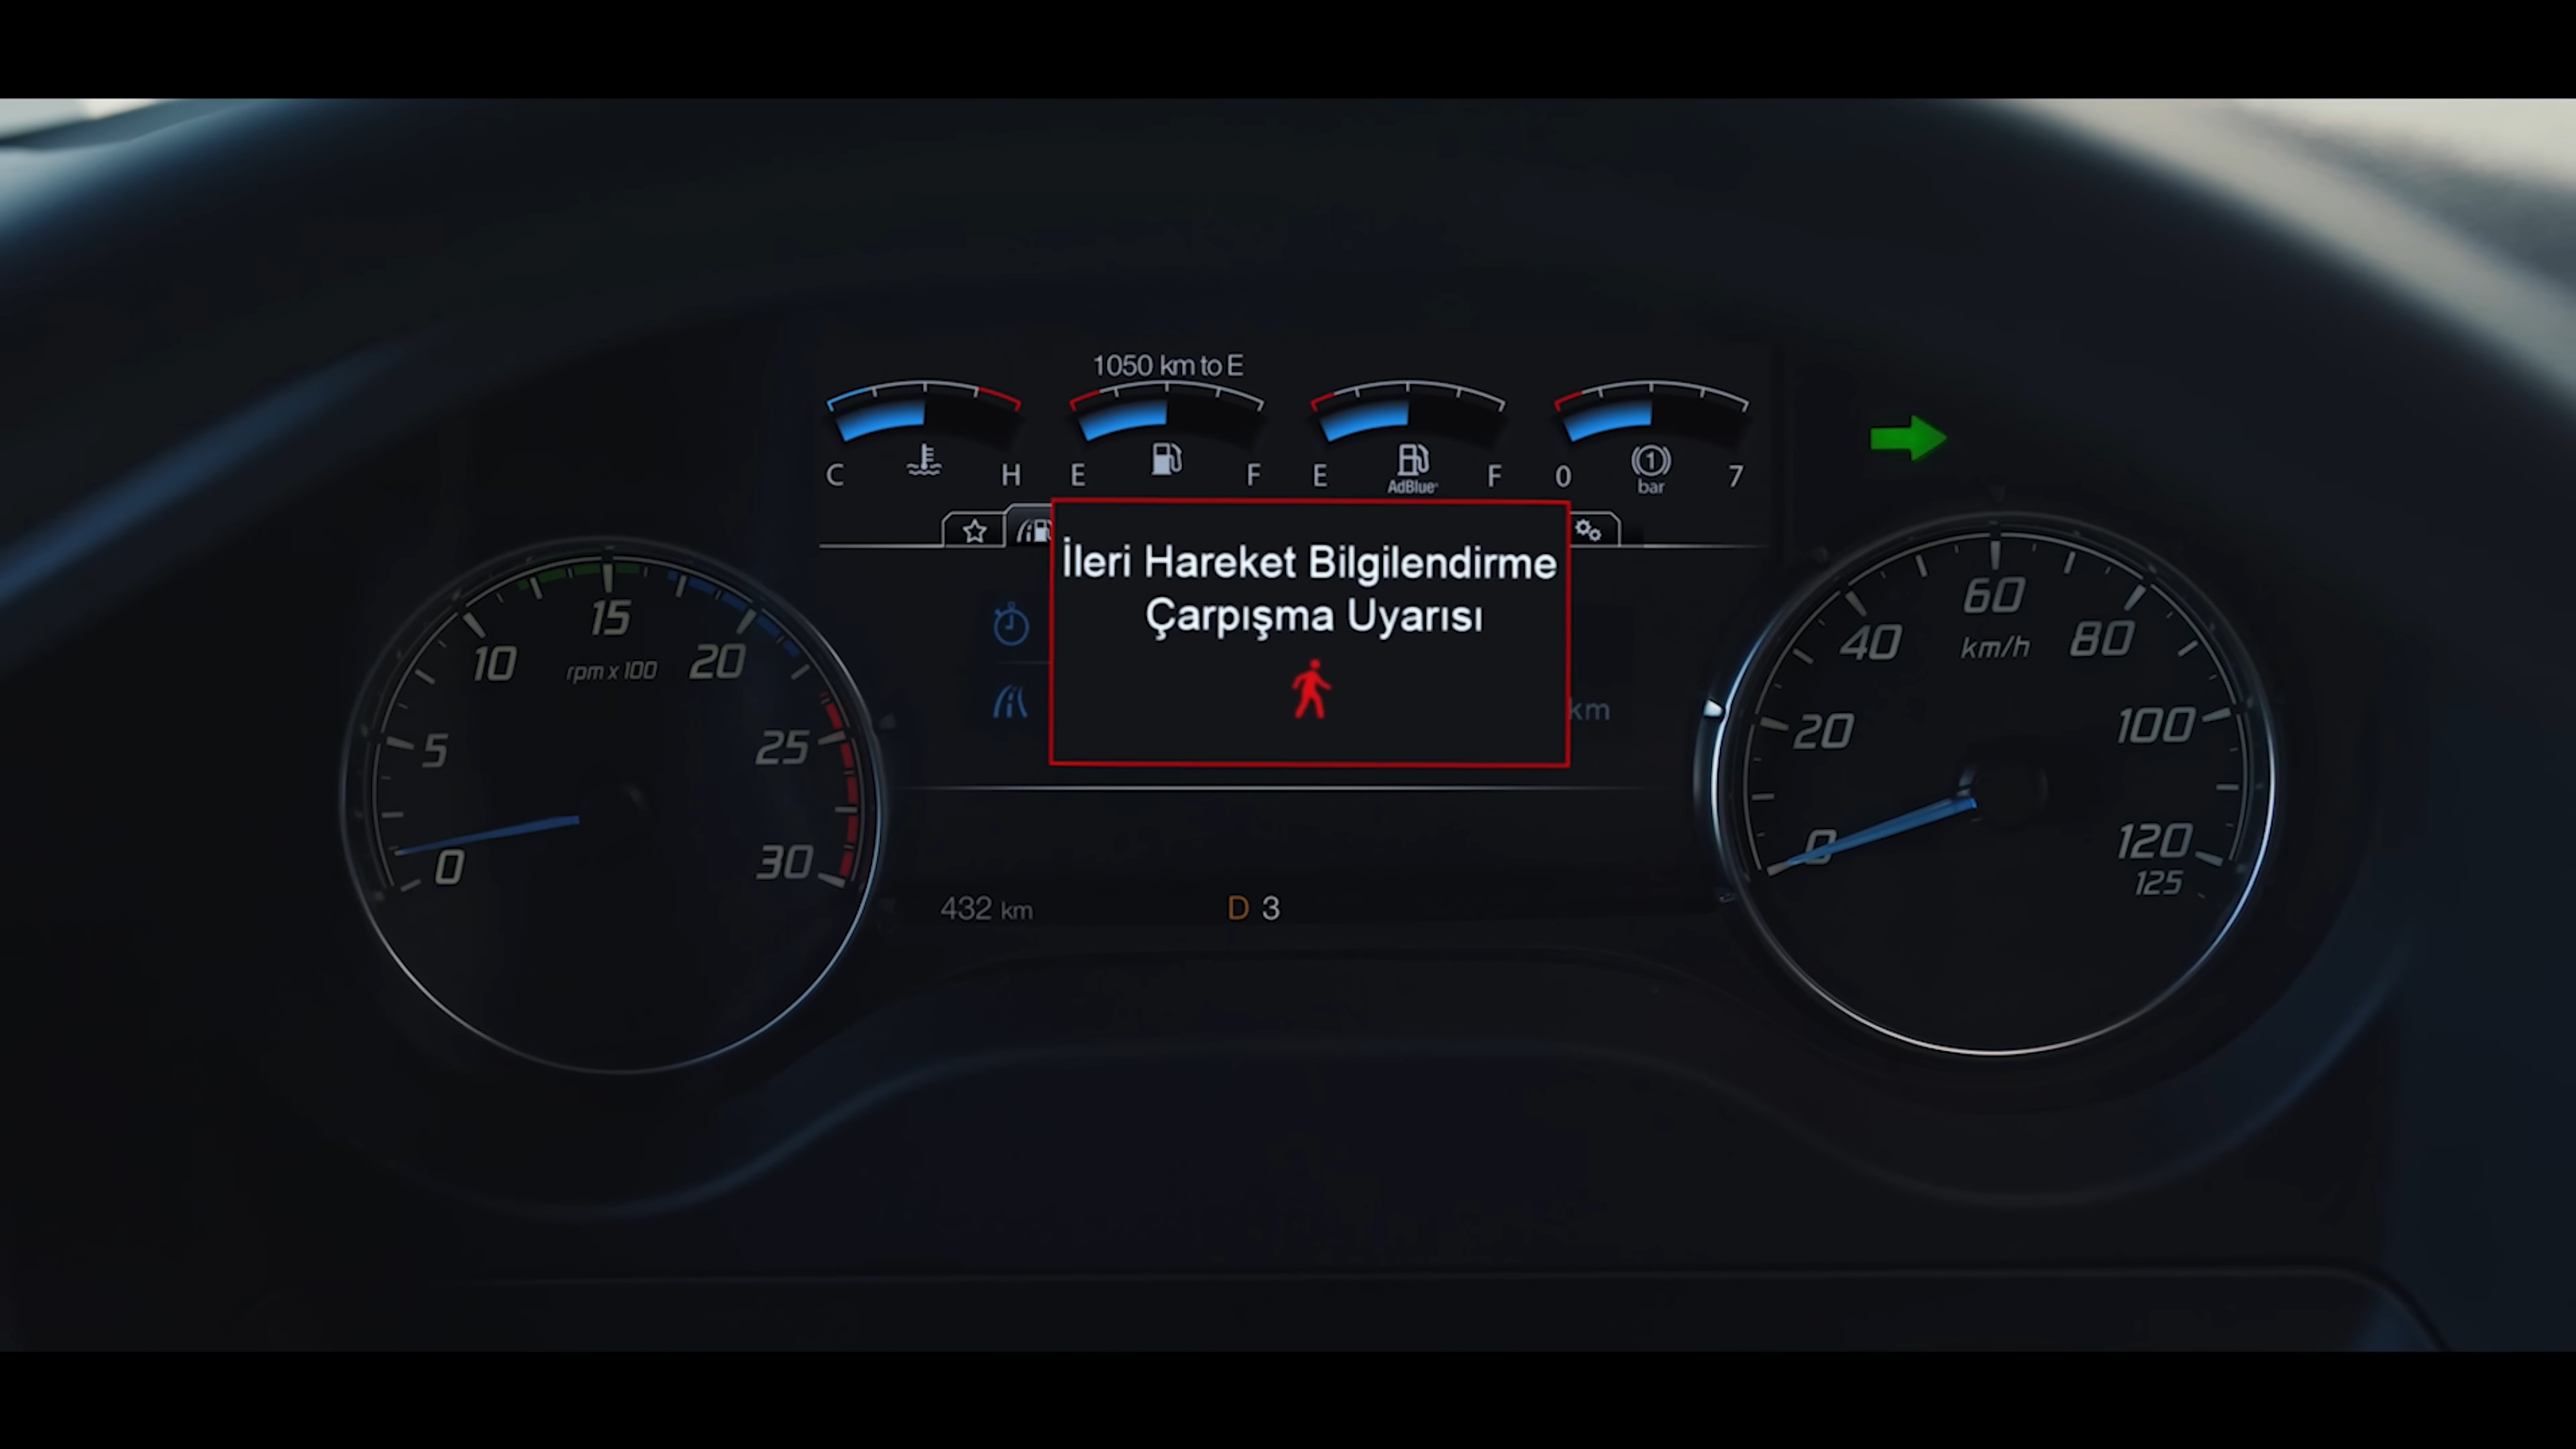 1050 km to E
C H E F E F 0 7
AdBlue
1
bar
İleri Hareket Bilgilendirme
Çarpışma Uyarısı
km
0 5 10 15 20 25 30
rpm x 100
0 20 40 60 80 100 120
125
km/h
432 km
D 3